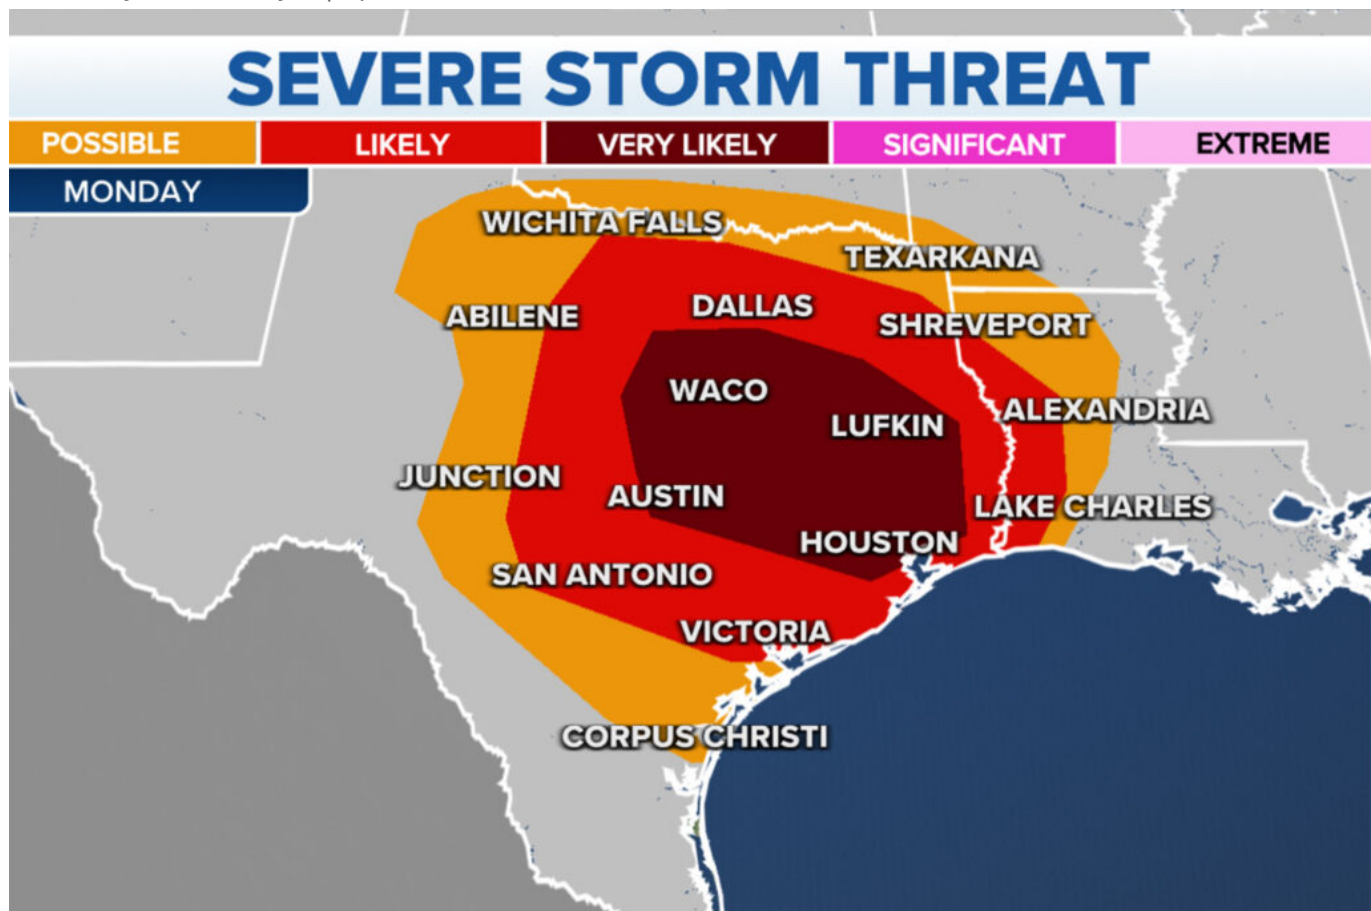 SEVERE STORM THREAT
POSSIBLE LIKELY VERY LIKELY SIGNIFICANT EXTREME
MONDAY
WICHITA FALLS
TEXARKANA
DALLAS
ABILENE
SHREVEPORT
WACO
ALEXANDRIA
LUFKIN
JUNCTION
AUSTIN
LAKE CHARLES
HOUSTON
SAN ANTONIO
VICTORIA
CORPUS CHRISTI